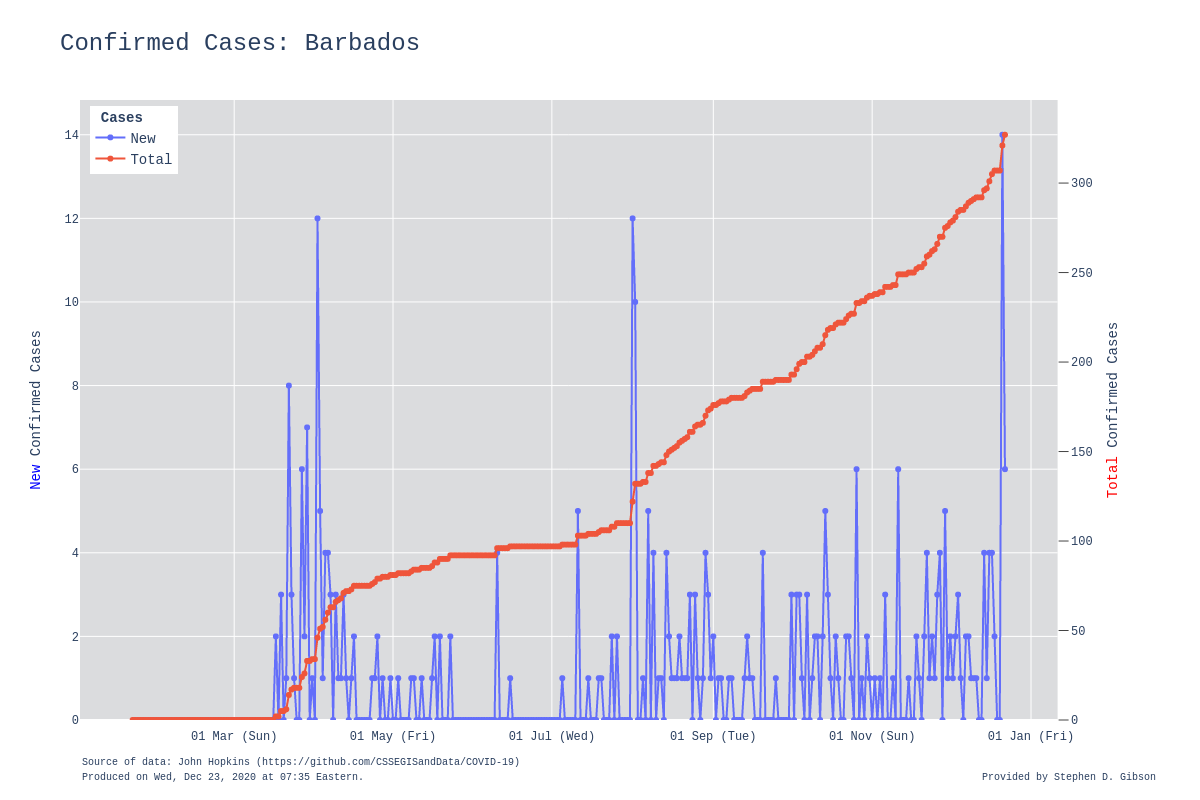 Confirmed Cases: Barbados
Cases
New
Total
14
12
10
8
6
4
2
0
New Confirmed Cases
300
250
200
150
100
50
0
Total Confirmed Cases
01 Mar (Sun)
01 May (Fri)
01 Jul (Wed)
01 Sep (Tue)
01 Nov (Sun)
01 Jan (Fri)
Source of data: John Hopkins (https://github.com/CSSEGISandData/COVID-19)
Produced on Wed, Dec 23, 2020 at 07:35 Eastern.
Provided by Stephen D. Gibson